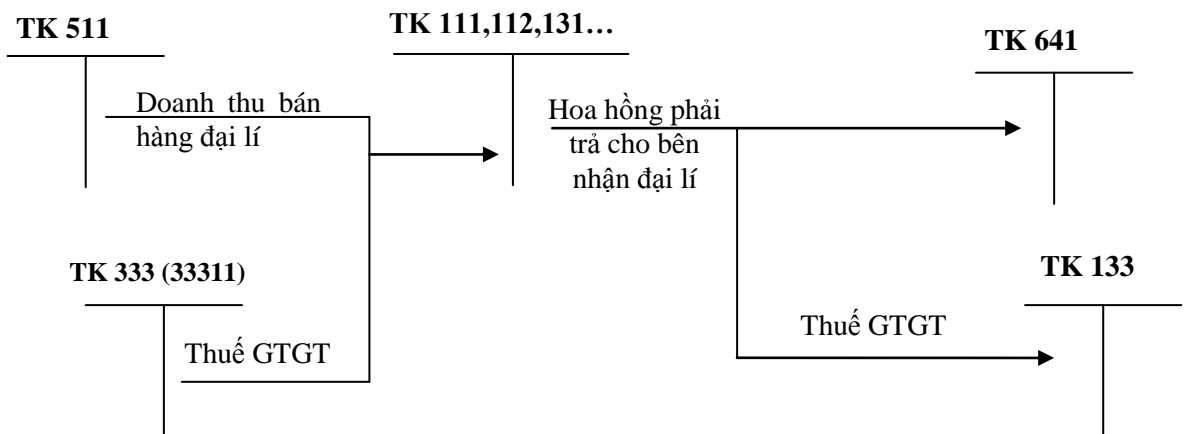 TK 511
TK 111,112,131…
TK 641
Doanh thu bán
hàng đại lí
Hoa hồng phải
trả cho bên
nhận đại lí
TK 333 (33311)
TK 133
Thuế GTGT
Thuế GTGT